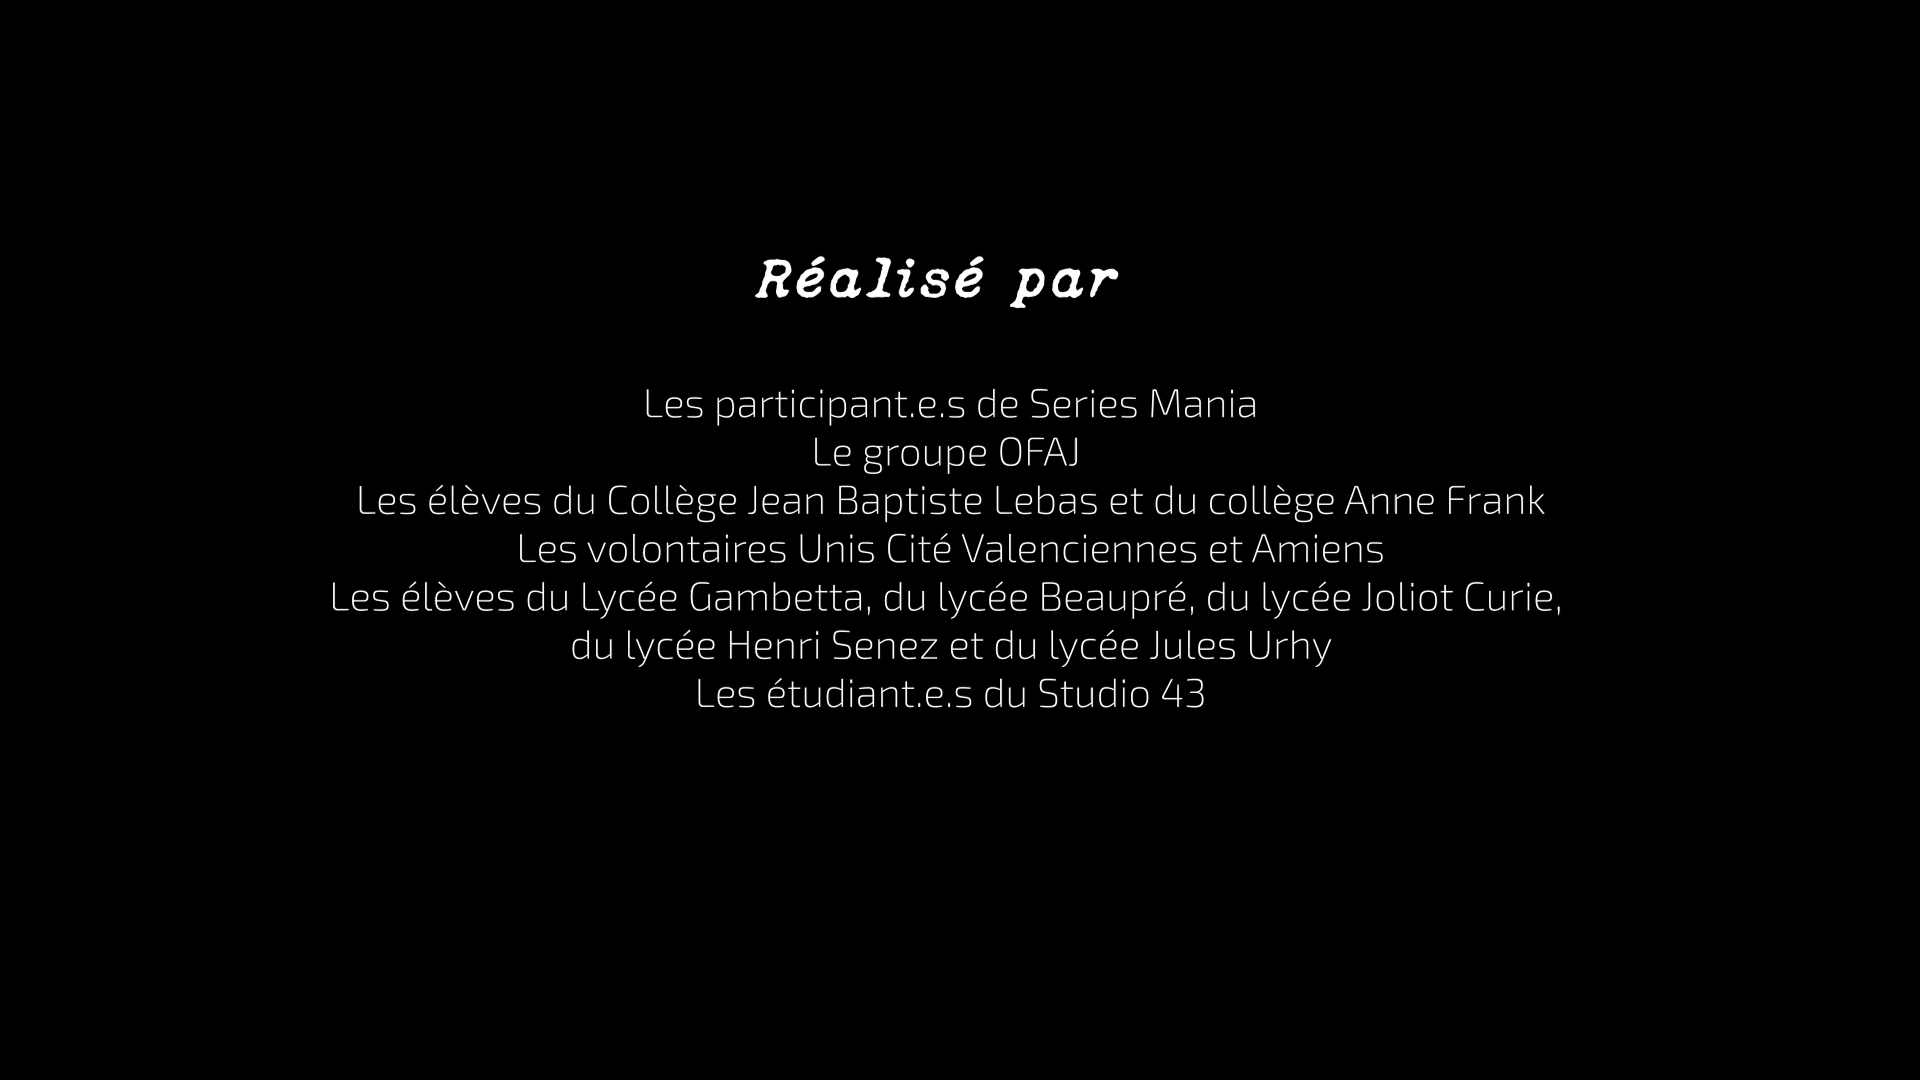 Réalisé par
Les participant.e.s de Series Mania
Le groupe OFAJ
Les élèves du Collège Jean Baptiste Lebas et du collège Anne Frank
Les volontaires Unis Cité Valenciennes et Amiens
Les élèves du Lycée Gambetta, du lycée Beaupré, du lycée Joliot Curie,
du lycée Henri Senez et du lycée Jules Urhy
Les étudiant.e.s du Studio 43